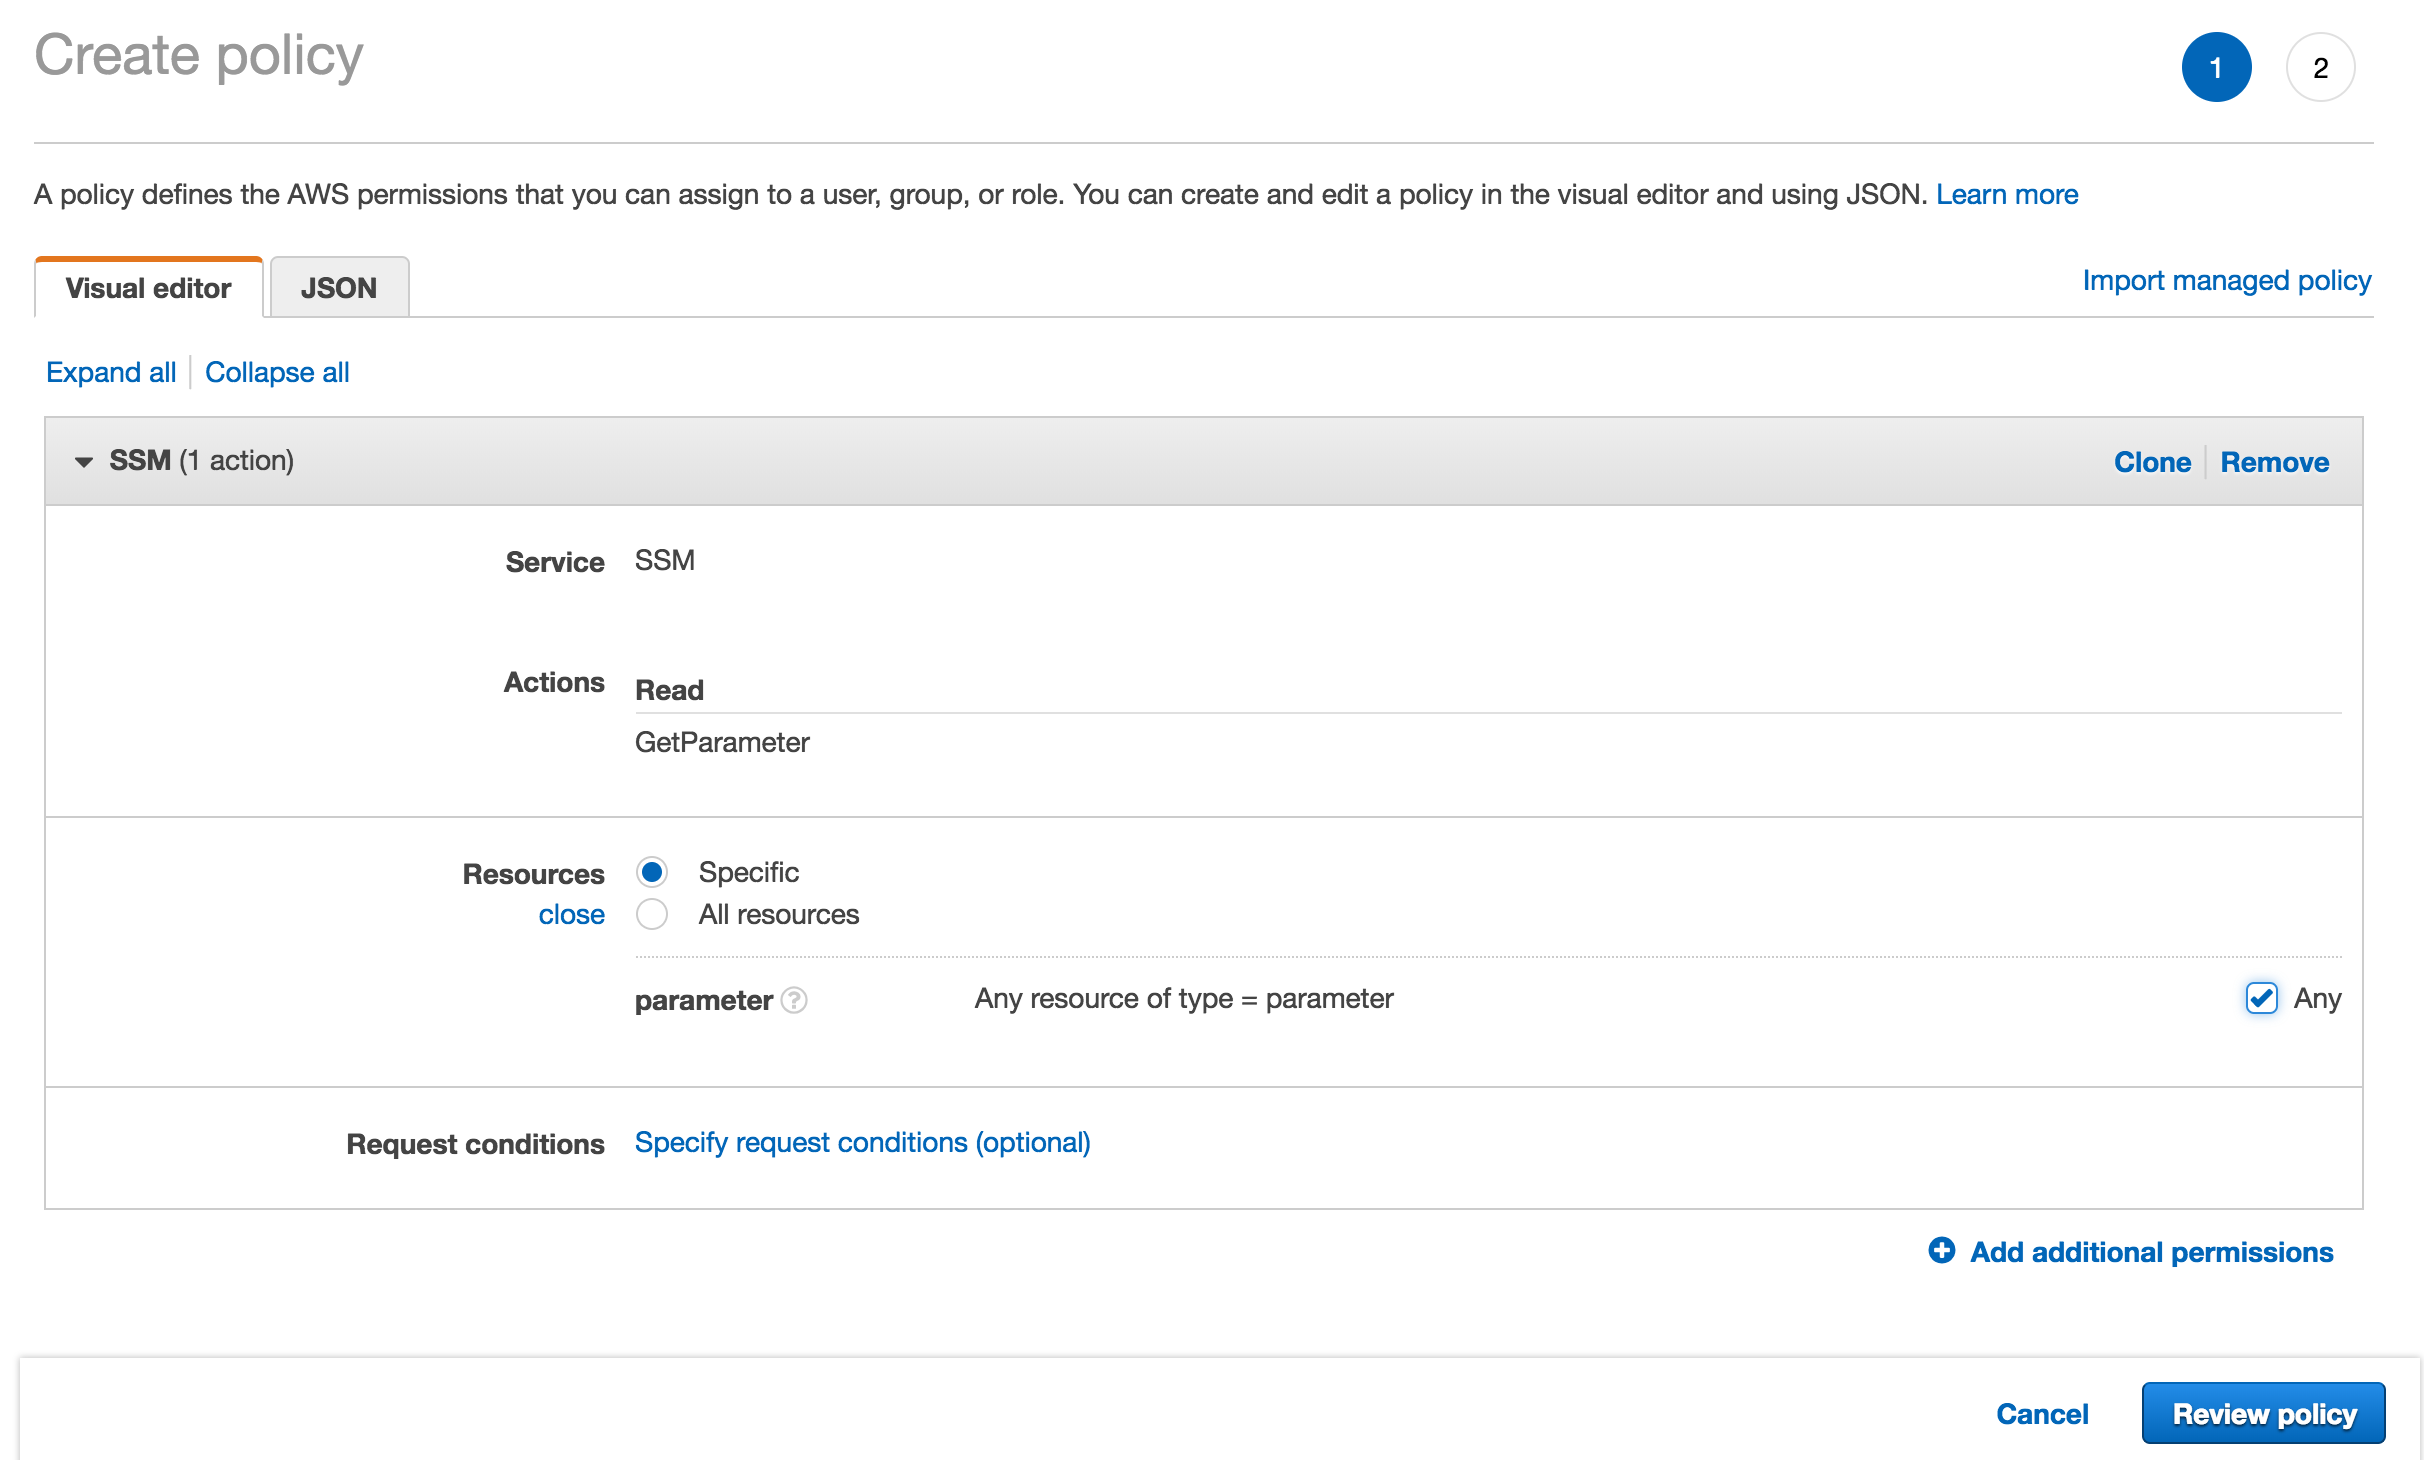 Create policy
1 2
A policy defines the AWS permissions that you can assign to a user, group, or role. You can create and edit a policy in the visual editor and using JSON. Learn more
Visual editor JSON Import managed policy
Expand all Collapse all
SSM (1 action) Clone Remove
Service SSM
Actions Read
GetParameter
Resources Specific
close All resources
parameter ? Any resource of type = parameter Any
Request conditions Specify request conditions (optional)
Add additional permissions
Cancel Review policy